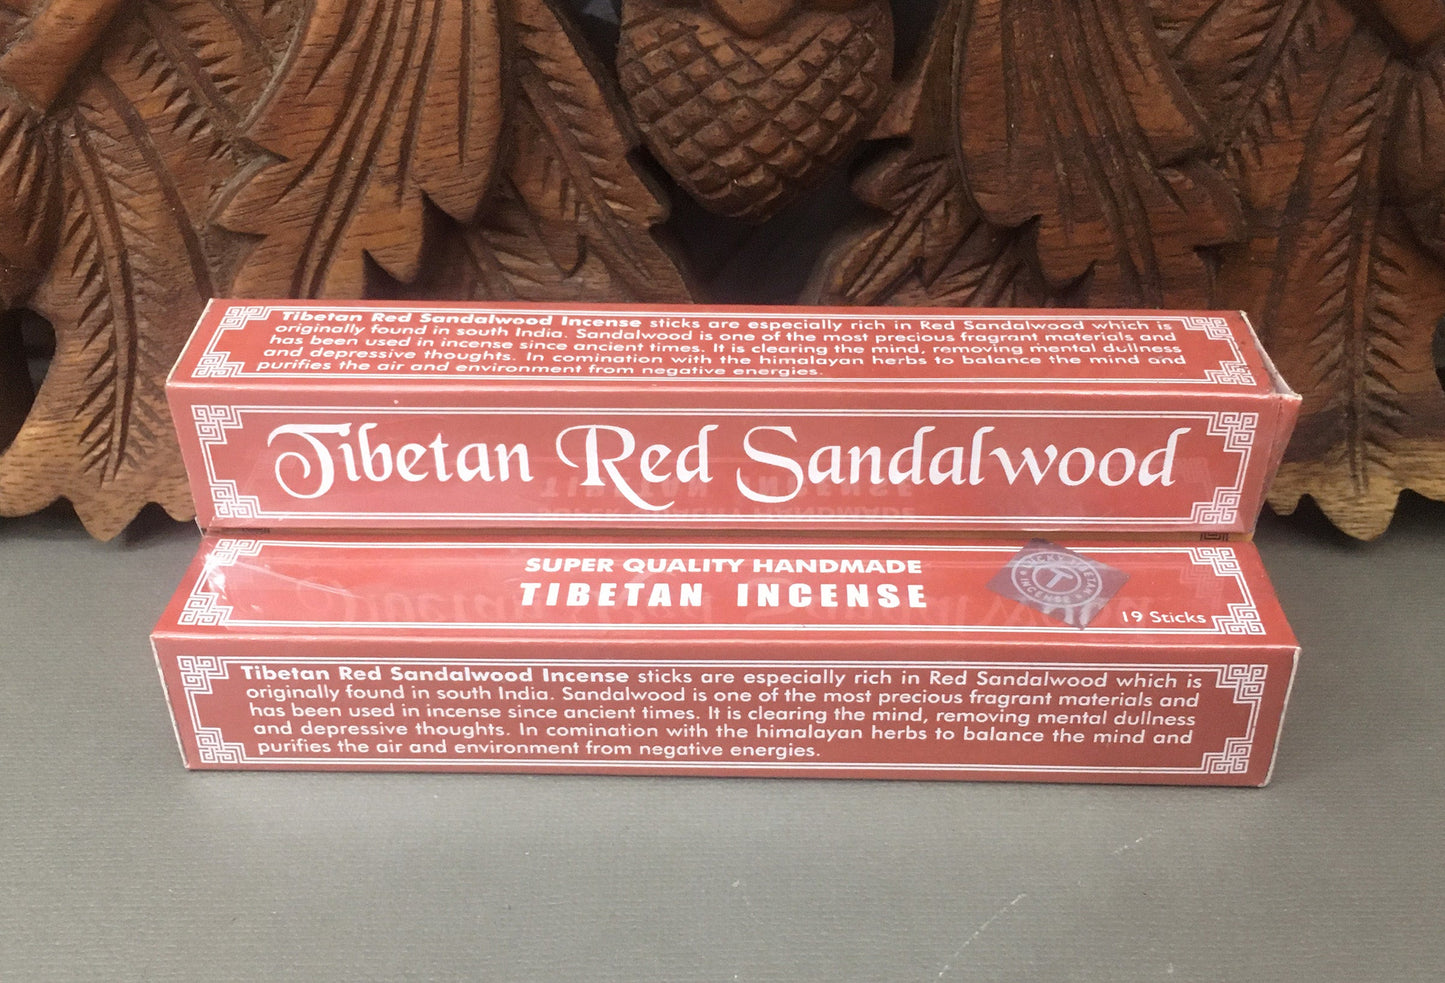 Tibetan Red Sandalwood Incense sticks are especially rich in Red Sandalwood which is
originally found in south India. Sandalwood is one of the most precious fragrant materials and
has been used in incense since ancient times. It is clearing the mind, removing mental dullness
and depressive thoughts. In comination with the himalayan herbs to balance the mind and
purifies the air and environment from negative energies.
Tibetan Red Sandalwood
SUPER QUALITY HANDMADE
TIBETAN INCENSE
TIBETAN
INCENSE
T
19 Sticks
Tibetan Red Sandalwood Incense sticks are especially rich in Red Sandalwood which is
originally found in south India. Sandalwood is one of the most precious fragrant materials and
has been used in incense since ancient times. It is clearing the mind, removing mental dullness
and depressive thoughts. In comination with the himalayan herbs to balance the mind and
purifies the air and environment from negative energies.